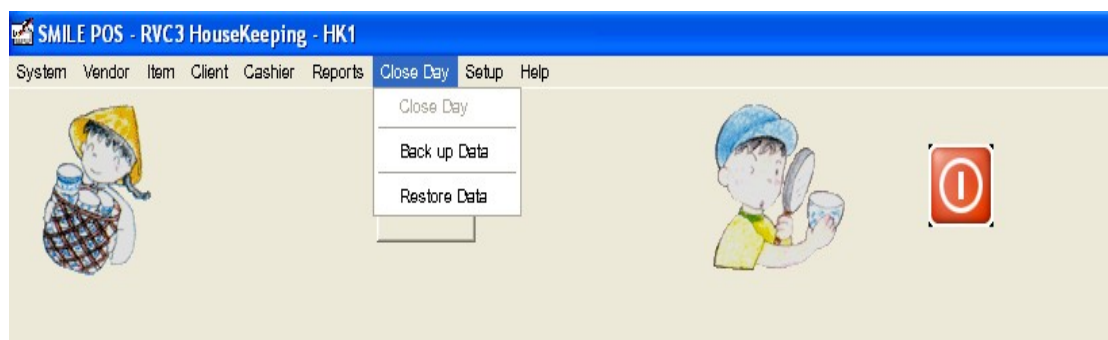 SMILE POS - RVC3 HouseKeeping - HK1
System Vendor Item Client Cashier Reports Close Day Setup Help
Close Day
Back up Data
Restore Data